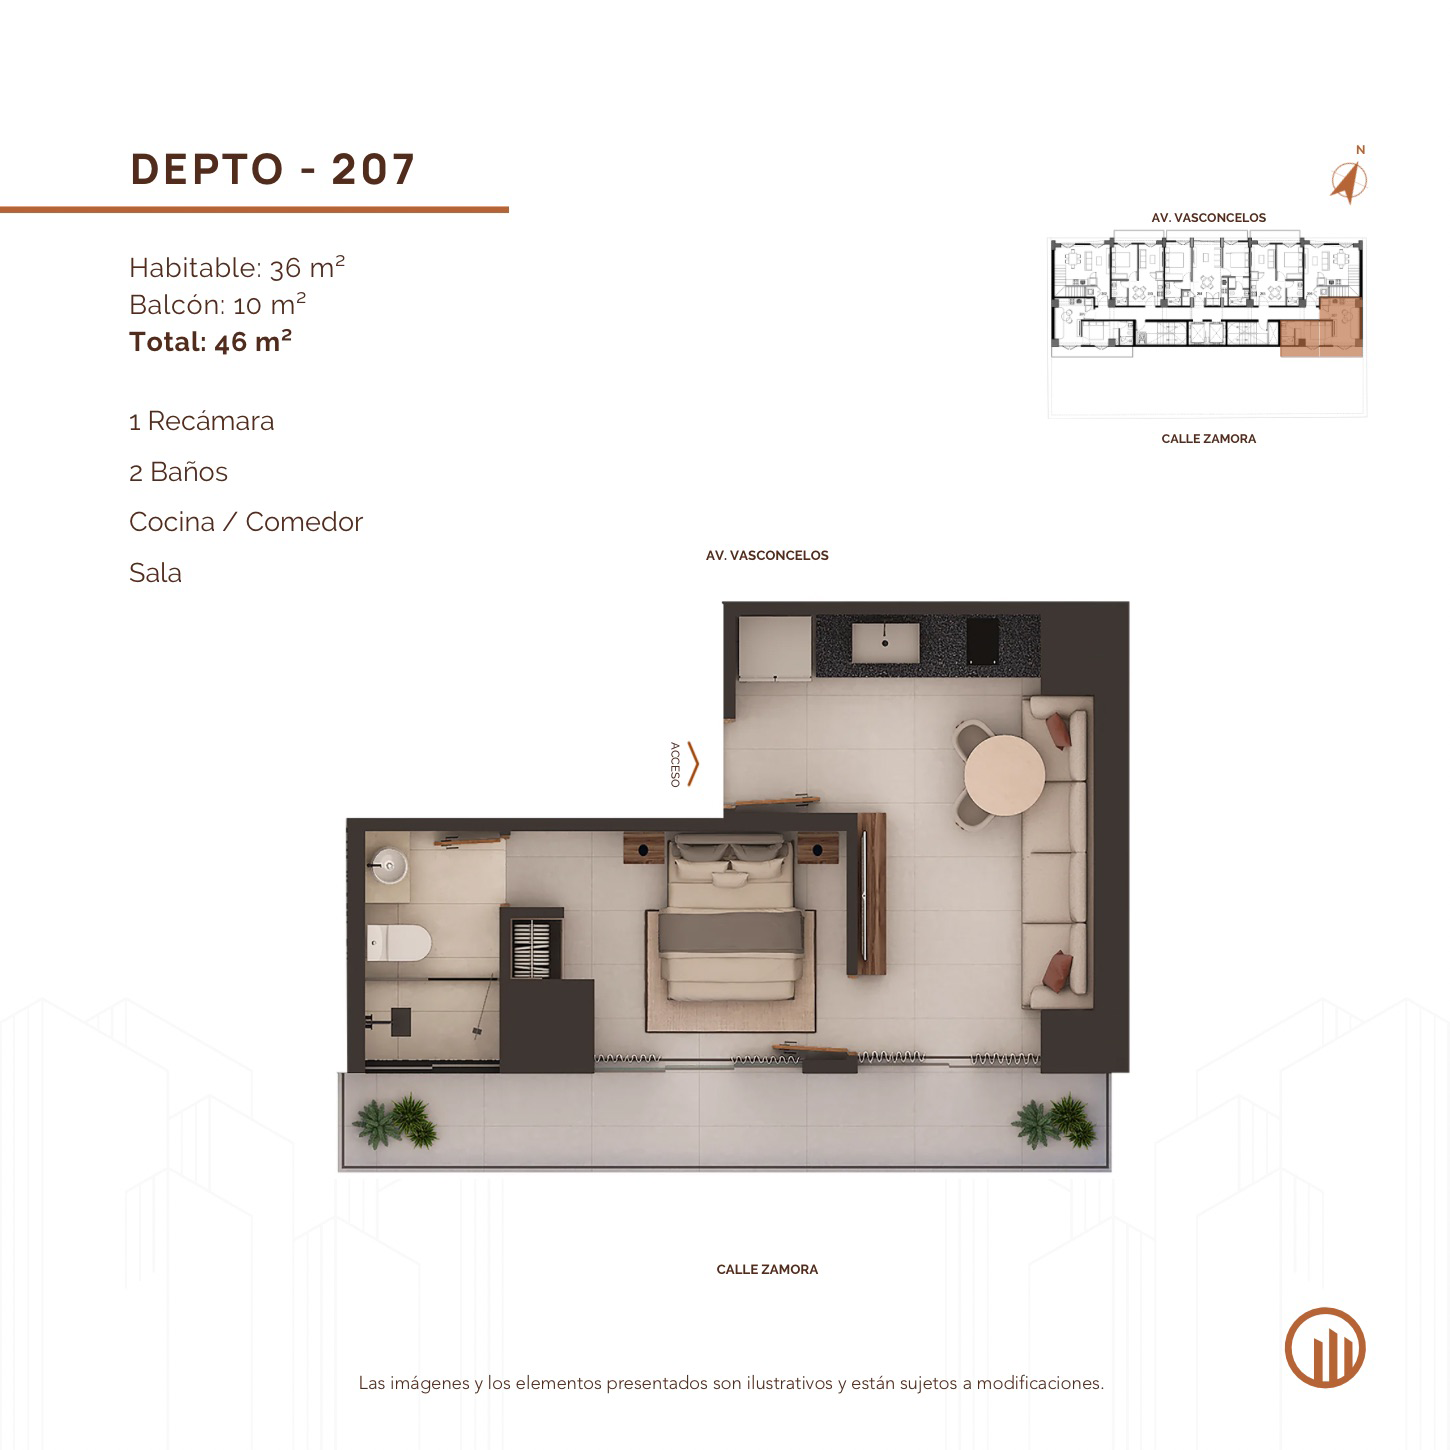 DEPTO - 207
Habitable: 36 m²
Balcón: 10 m²
Total: 46 m²
1 Recámara
2 Baños
Cocina / Comedor
Sala
N
AV. VASCONCELOS
CALLE ZAMORA
AV. VASCONCELOS
ACCESO
CALLE ZAMORA
Las imágenes y los elementos presentados son ilustrativos y están sujetos a modificaciones.